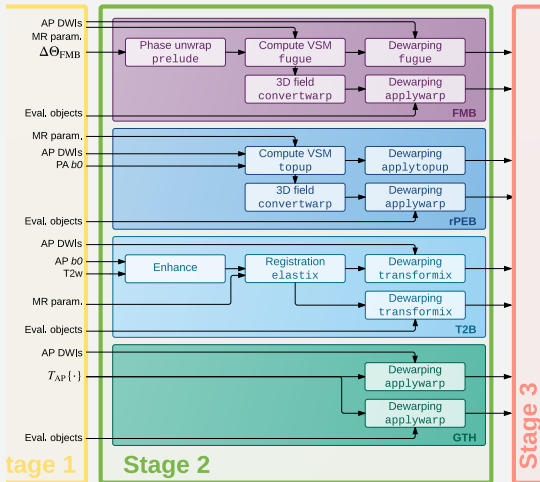 AP DWIs
MR param.
ΔΘFMB
Phase unwrap
prelude
Compute VSM
fugue
Dewarping
fugue
3D field
convertwarp
Dewarping
applywarp
Eval. objects
FMB
MR param.
AP DWIs
PA b0
Compute VSM
topup
Dewarping
applytopup
3D field
convertwarp
Dewarping
applywarp
Eval. objects
rPEB
AP DWIs
AP b0
T2w
Enhance
Registration
elastix
Dewarping
transformix
MR param.
Dewarping
transformix
Eval. objects
T2B
AP DWIs
TAP{·}
Dewarping
applywarp
Dewarping
applywarp
Eval. objects
GTH
tage 1
Stage 2
Stage 3